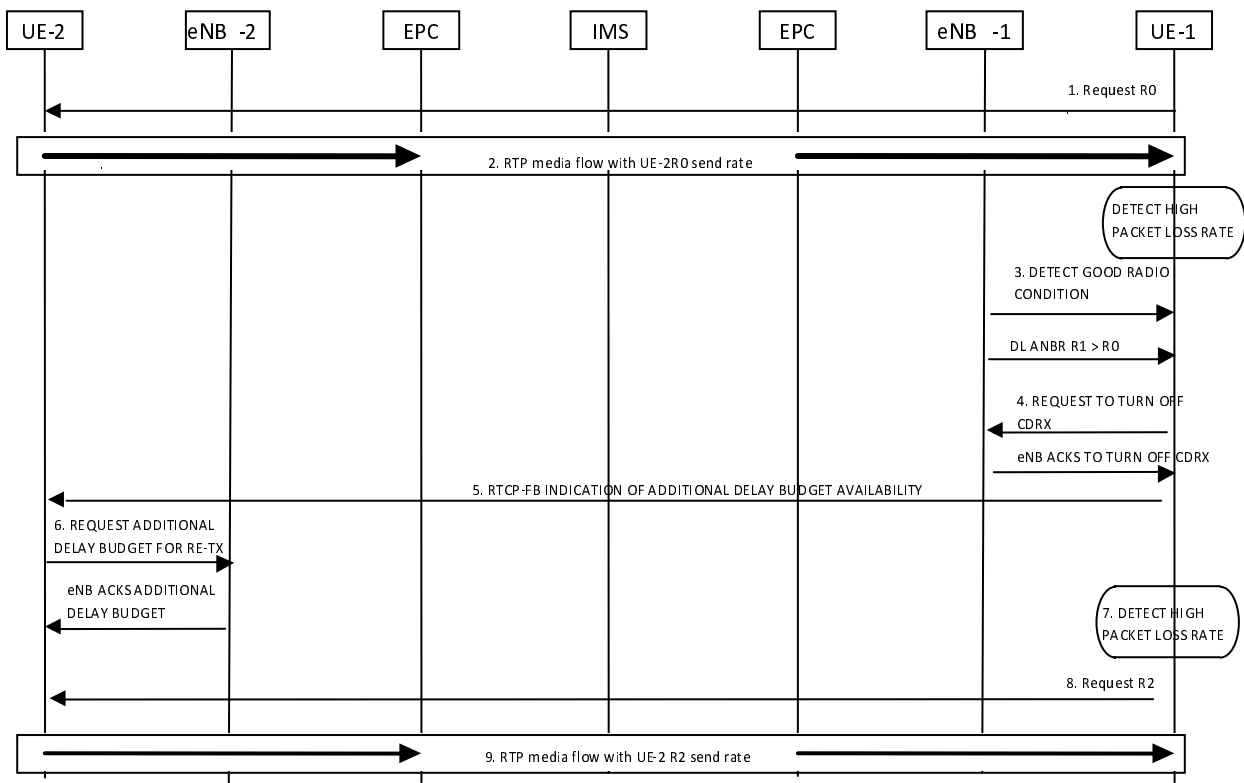 UE-2
eNB -2
EPC
IMS
EPC
eNB -1
UE-1
1. Request R0
2. RTP media flow with UE-2R0 send rate
DETECT HIGH
PACKET LOSS RATE
3. DETECT GOOD RADIO
CONDITION
DL ANBR R1 > R0
4. REQUEST TO TURN OFF
CDRX
eNB ACKS TO TURN OFF CDRX
5. RTCP-FB INDICATION OF ADDITIONAL DELAY BUDGET AVAILABILITY
6. REQUEST ADDITIONAL
DELAY BUDGET FOR RE-TX
eNB ACKS ADDITIONAL
DELAY BUDGET
7. DETECT HIGH
PACKET LOSS RATE
8. Request R2
9. RTP media flow with UE-2 R2 send rate